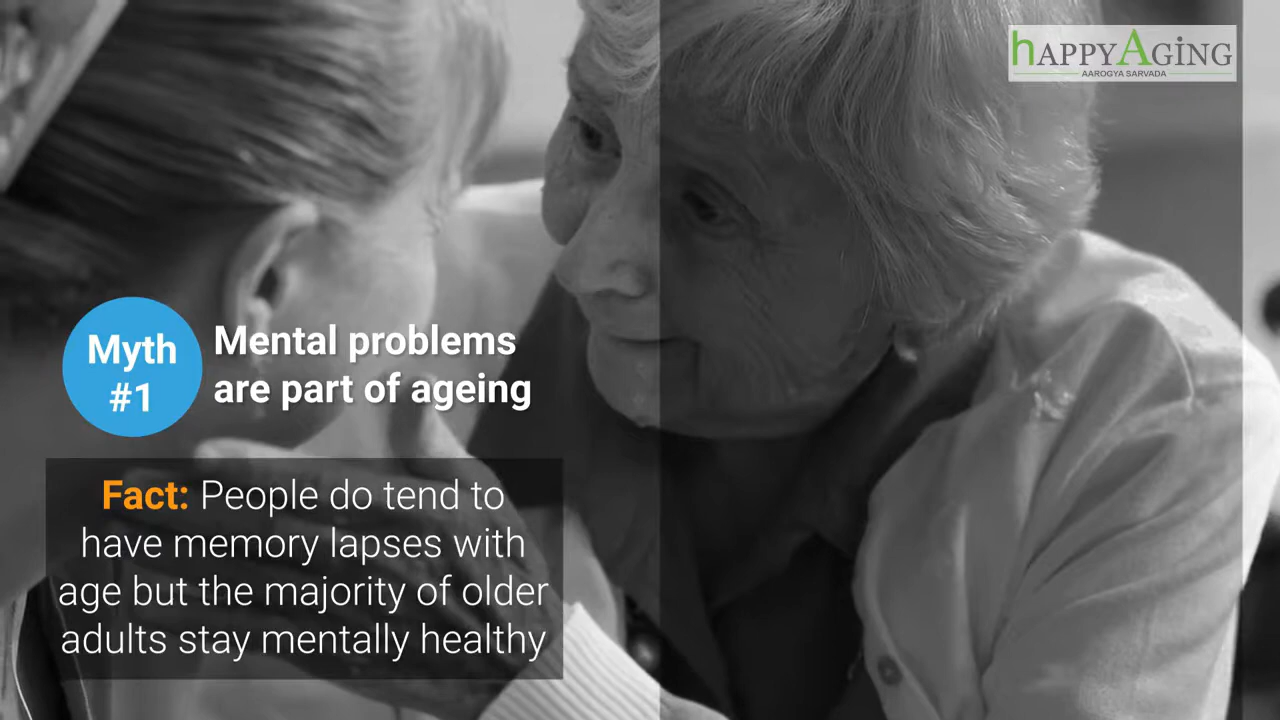 hAPPYAGiNG
AAROGYA SARVADA
Myth
#1
Mental problems
are part of ageing
Fact: People do tend to
have memory lapses with
age but the majority of older
adults stay mentally healthy